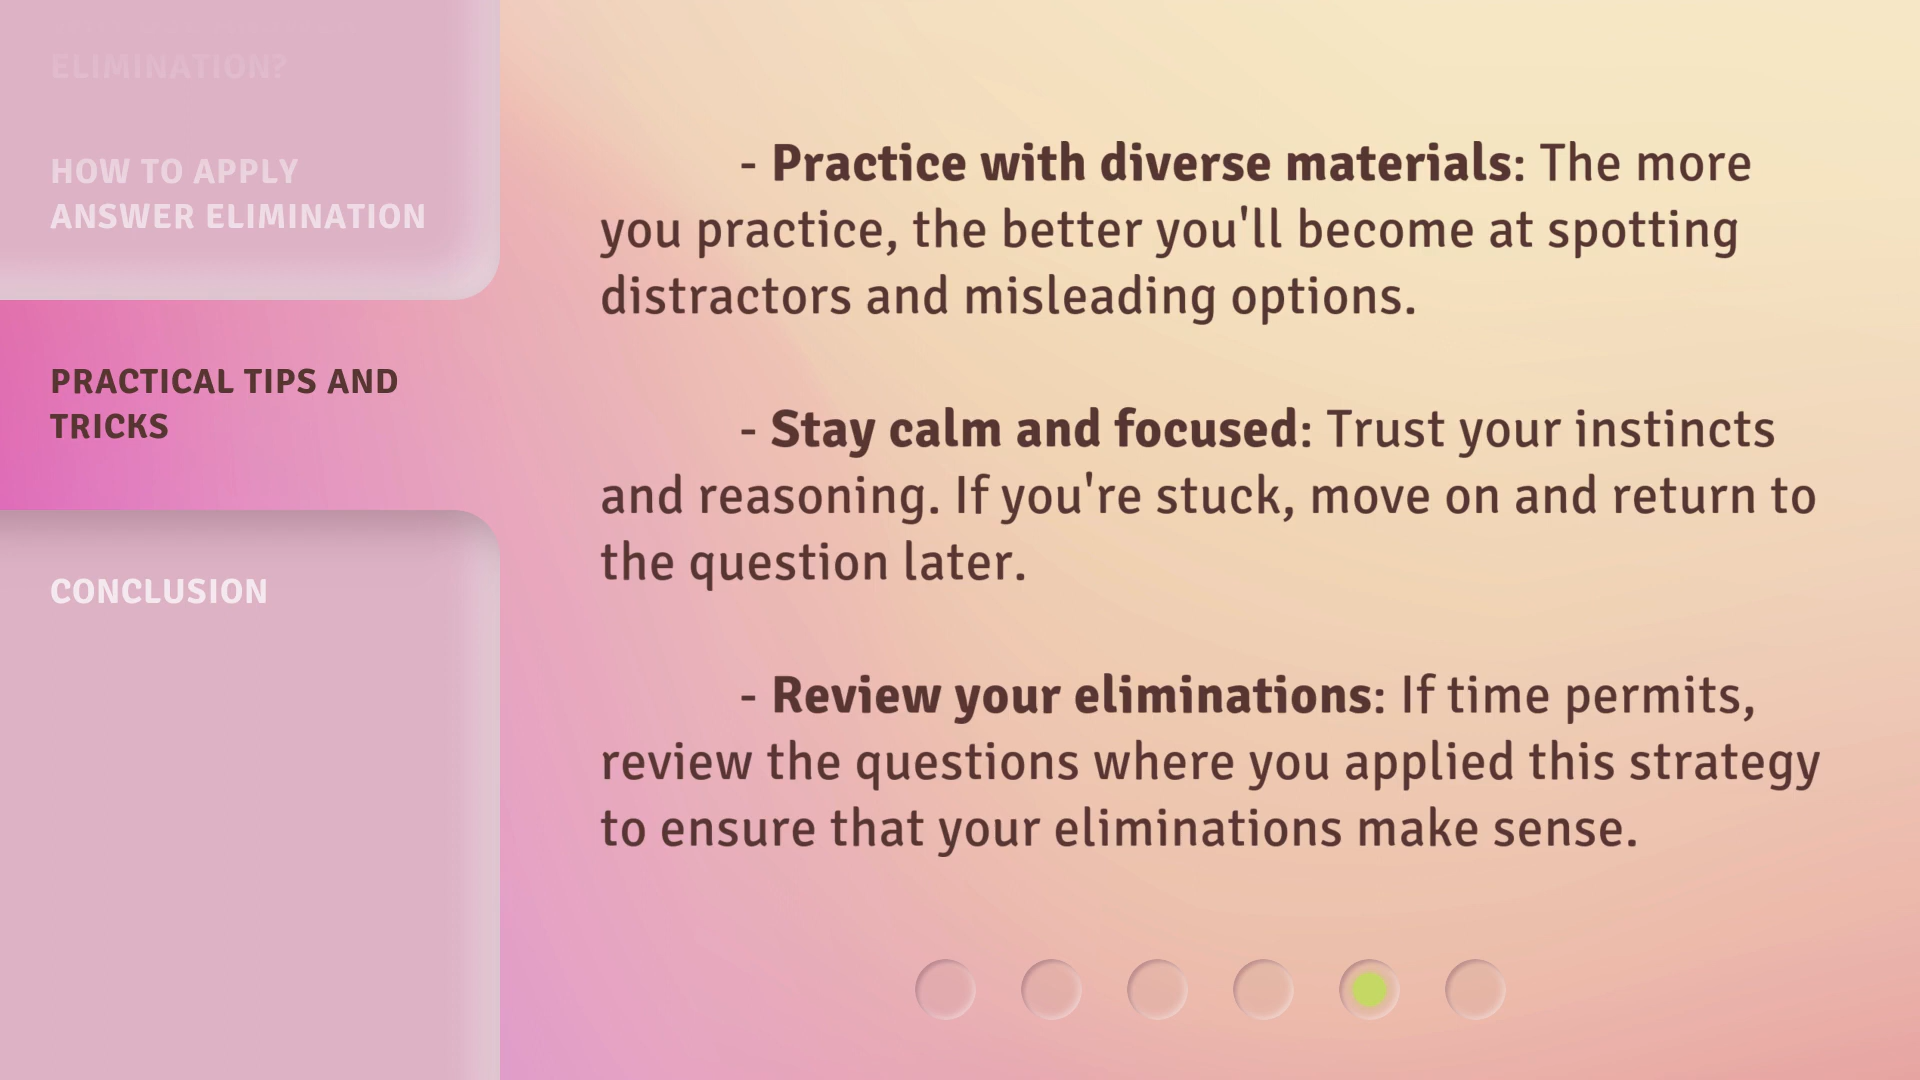 ELIMINATION?
HOW TO APPLY
ANSWER ELIMINATION
PRACTICAL TIPS AND
TRICKS
CONCLUSION
- Practice with diverse materials: The more
you practice, the better you'll become at spotting
distractors and misleading options.
- Stay calm and focused: Trust your instincts
and reasoning. If you're stuck, move on and return to
the question later.
- Review your eliminations: If time permits,
review the questions where you applied this strategy
to ensure that your eliminations make sense.